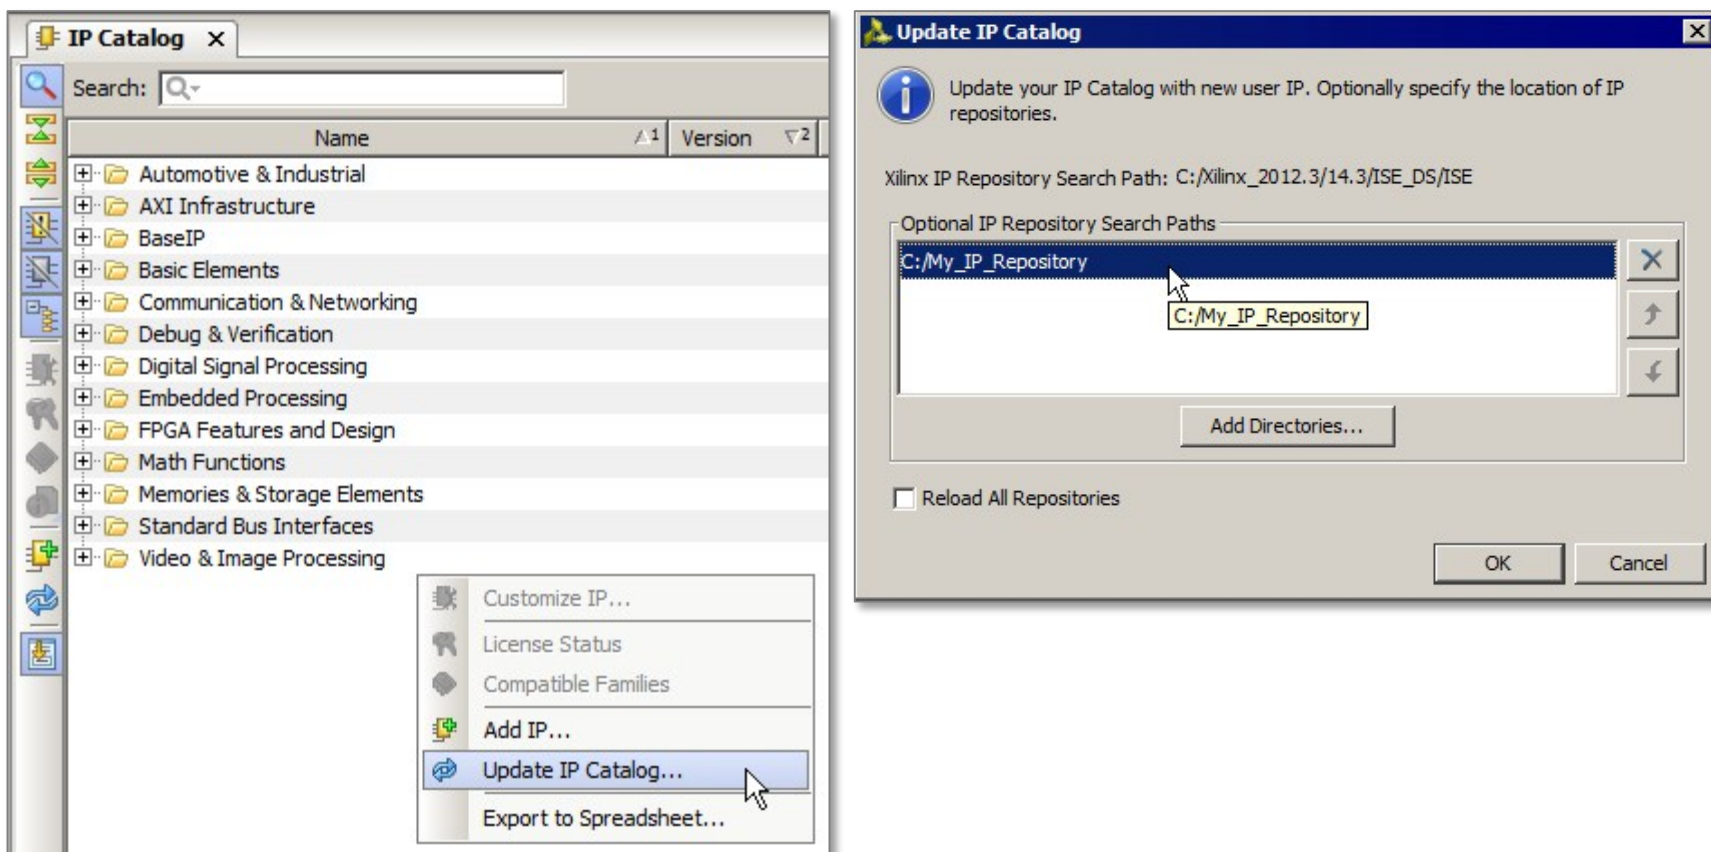 IP Catalog
Search:
Name 1 Version 2
Automotive & Industrial
AXI Infrastructure
BaseIP
Basic Elements
Communication & Networking
Debug & Verification
Digital Signal Processing
Embedded Processing
FPGA Features and Design
Math Functions
Memories & Storage Elements
Standard Bus Interfaces
Video & Image Processing
Customize IP...
License Status
Compatible Families
Add IP...
Update IP Catalog...
Export to Spreadsheet...
Update IP Catalog
Update your IP Catalog with new user IP. Optionally specify the location of IP
repositories.
Xilinx IP Repository Search Path: C:/Xilinx_2012.3/14.3/ISE_DS/ISE
Optional IP Repository Search Paths
C:/My_IP_Repository
C:/My_IP_Repository
Add Directories...
Reload All Repositories
OK Cancel